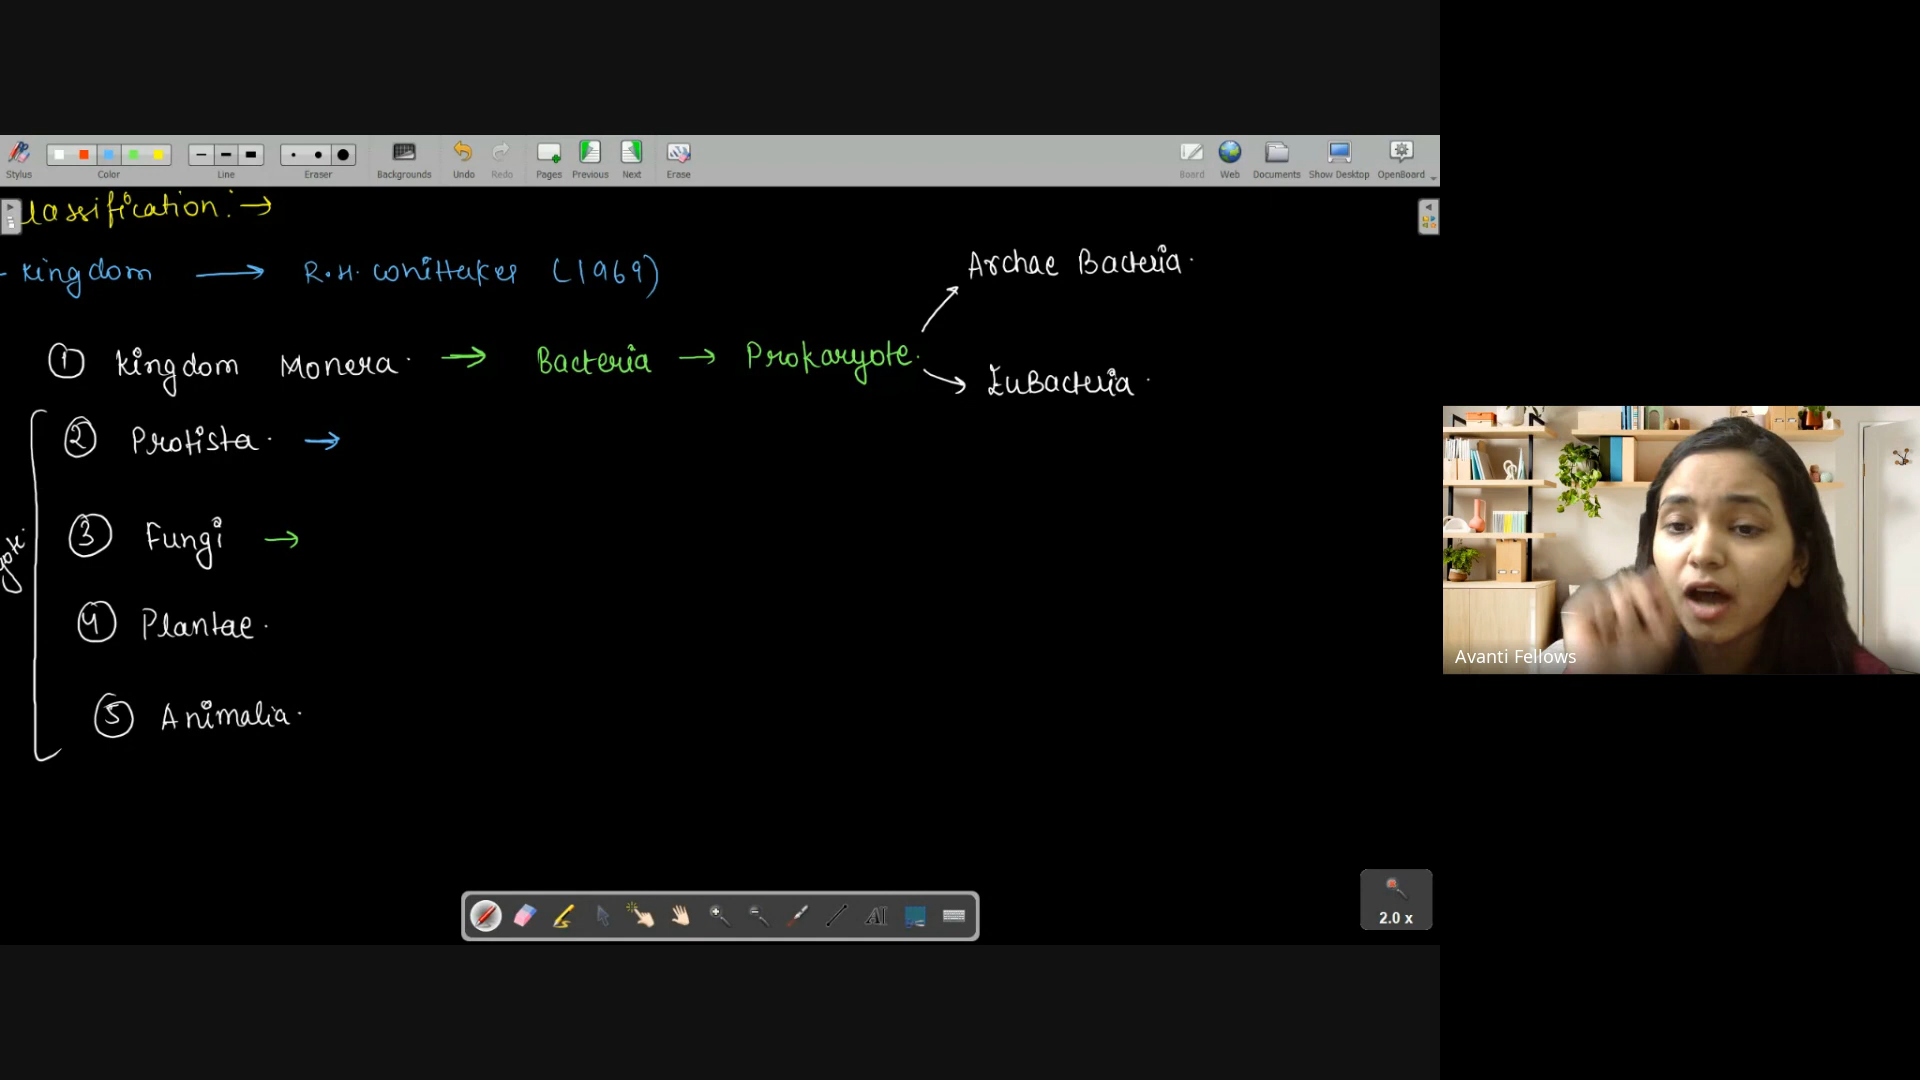 Stylus
Color
Line
Eraser
Backgrounds
Undo
Redo
Pages
Previous
Next
Erase
Board
Web
Documents
Show Desktop
OpenBoard
lassification :→
- Kingdom → R.H. Whittaker (1969)
Archae Bacteria.
① Kingdom Monera. → Bacteria → Prokaryote.
EuBacteria.
② Protista. →
③ Fungi →
④ Plantae.
⑤ Animalia.
Avanti Fellows
2.0 x